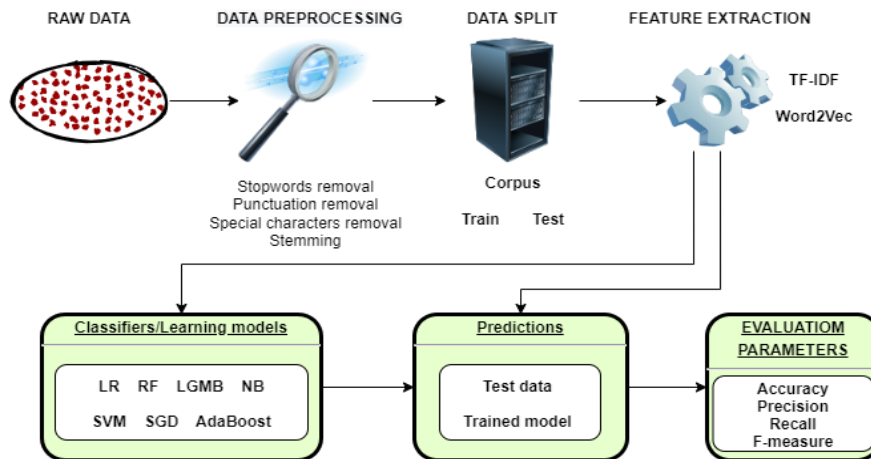 RAW DATA
DATA PREPROCESSING
DATA SPLIT
FEATURE EXTRACTION
TF-IDF
Word2Vec
Stopwords removal
Punctuation removal
Special characters removal
Stemming
Corpus
Train Test
Classifiers/Learning models
LR RF LGMB NB
SVM SGD AdaBoost
Predictions
Test data
Trained model
EVALUATIOM
PARAMETERS
Accuracy
Precision
Recall
F-measure